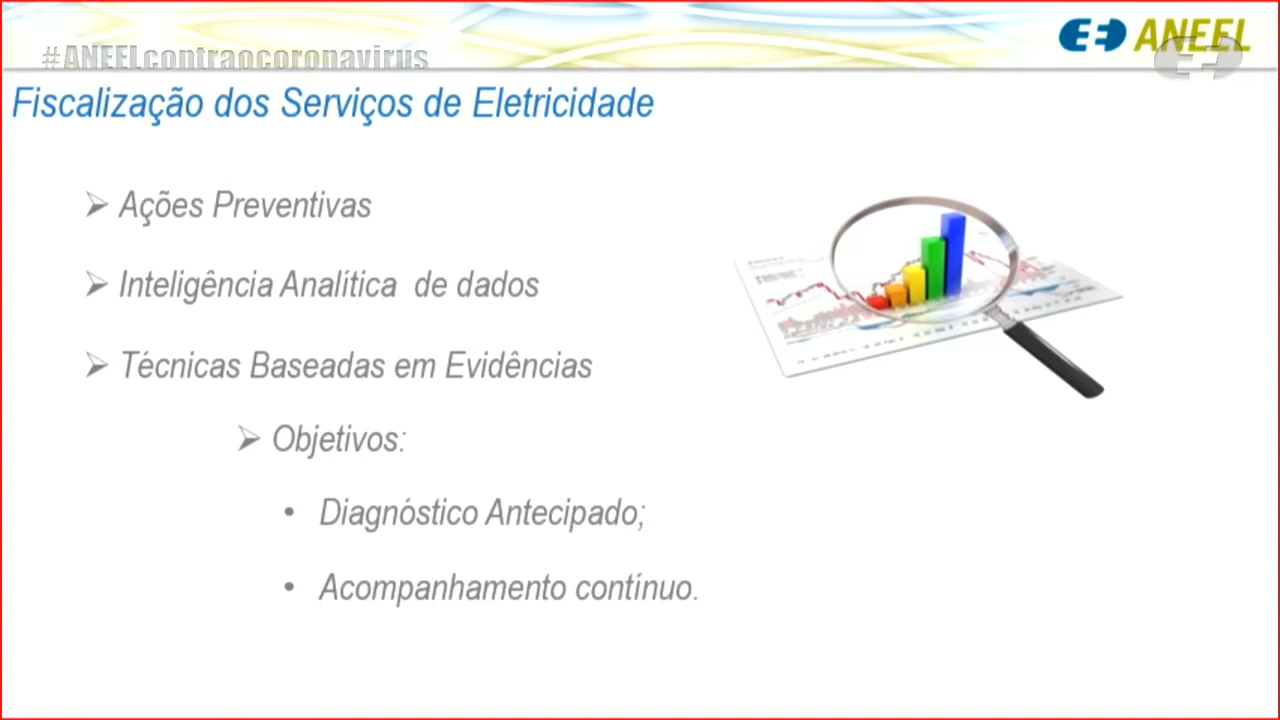 #ANEELcontraocoronavirus
ANEEL
Fiscalização dos Serviços de Eletricidade
➢ Ações Preventivas
➢ Inteligência Analítica de dados
➢ Técnicas Baseadas em Evidências
➢ Objetivos:
• Diagnóstico Antecipado;
• Acompanhamento contínuo.